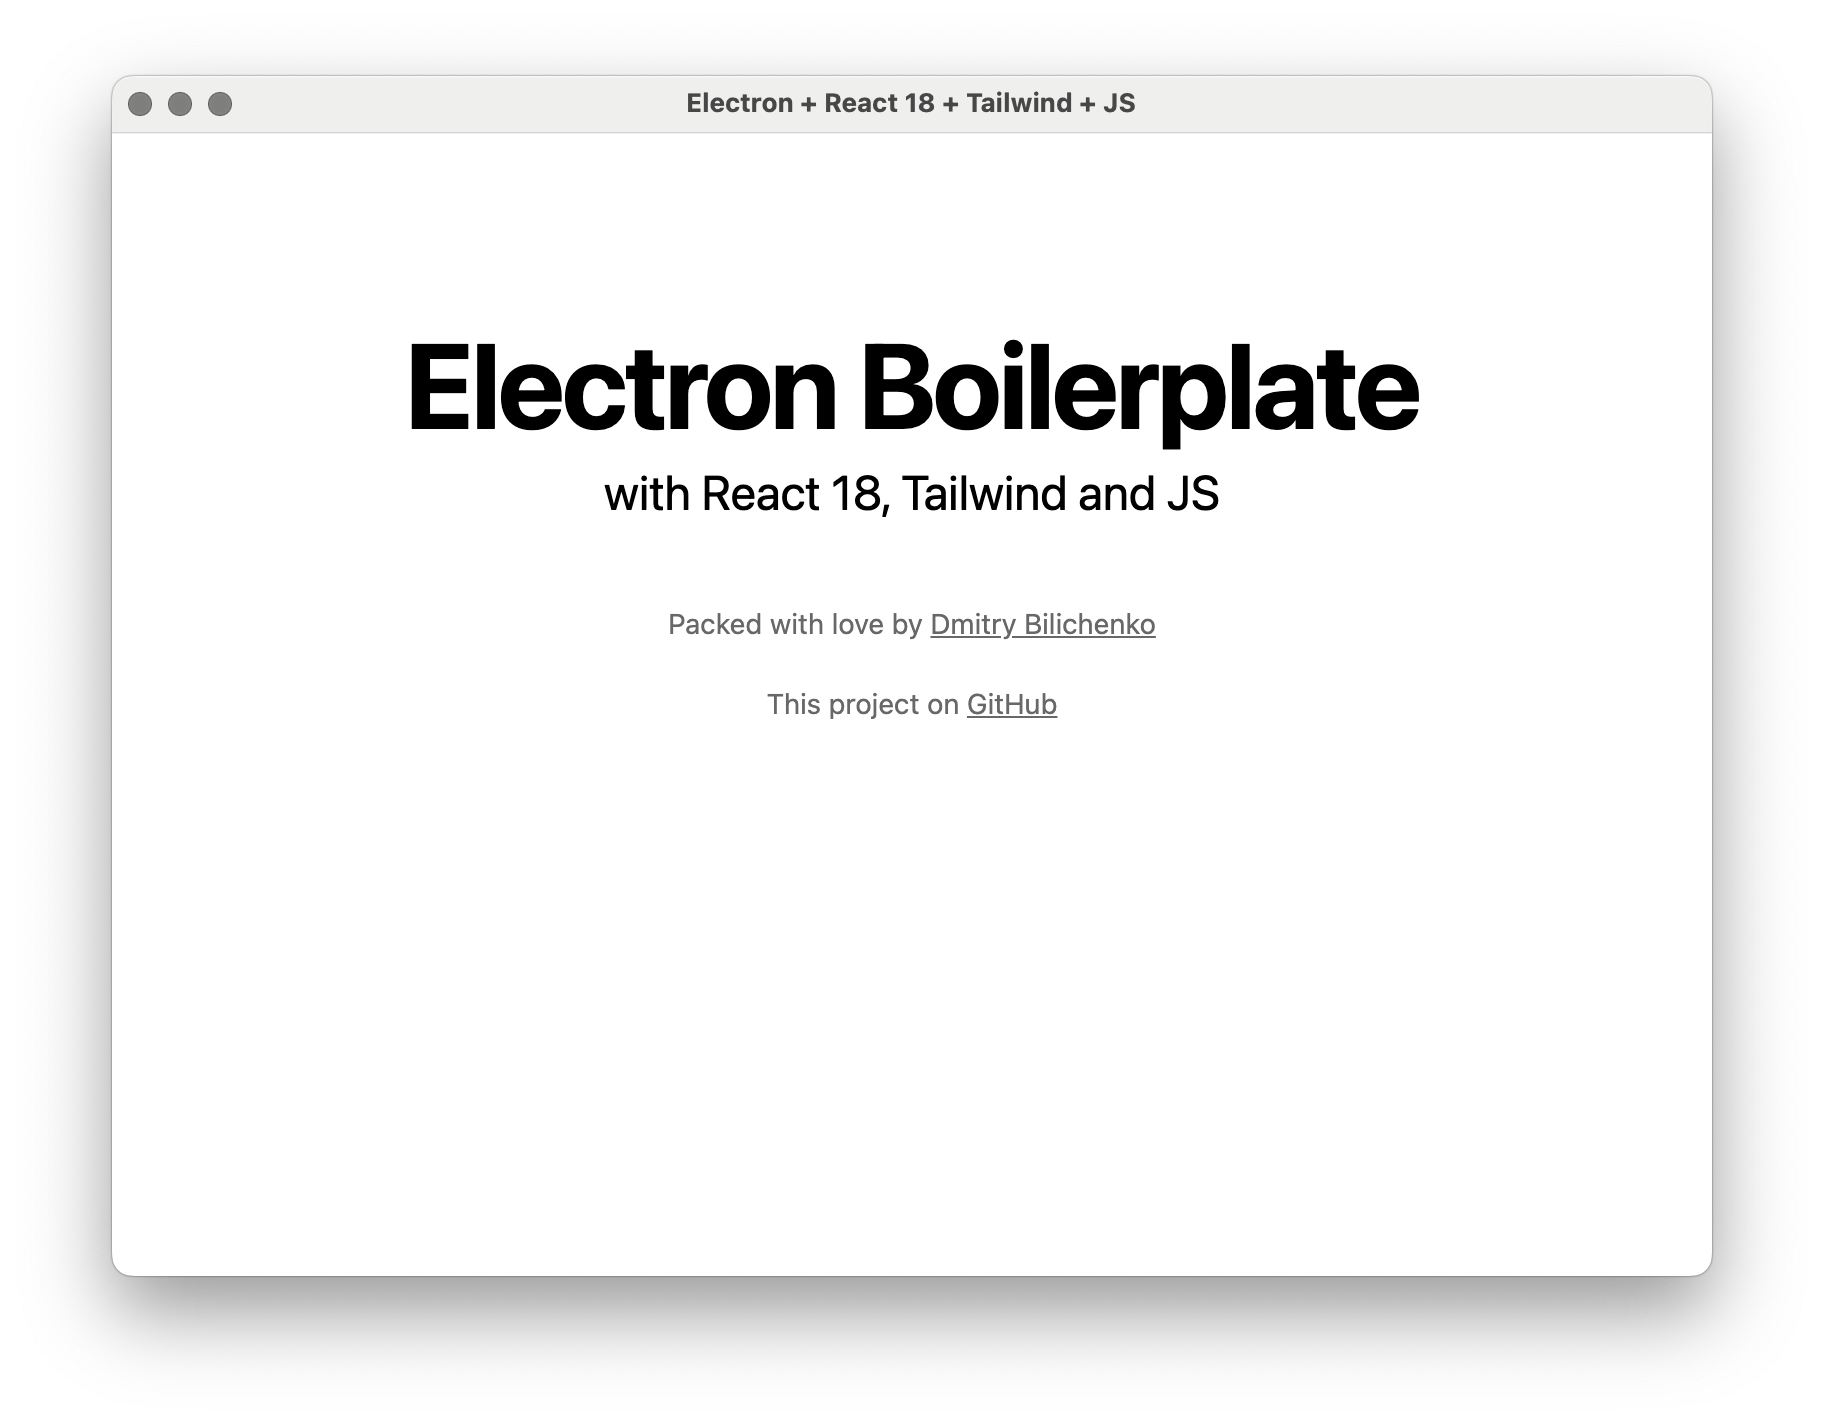 Electron + React 18 + Tailwind + JS
Electron Boilerplate
with React 18, Tailwind and JS
Packed with love by Dmitry Bilichenko
This project on GitHub